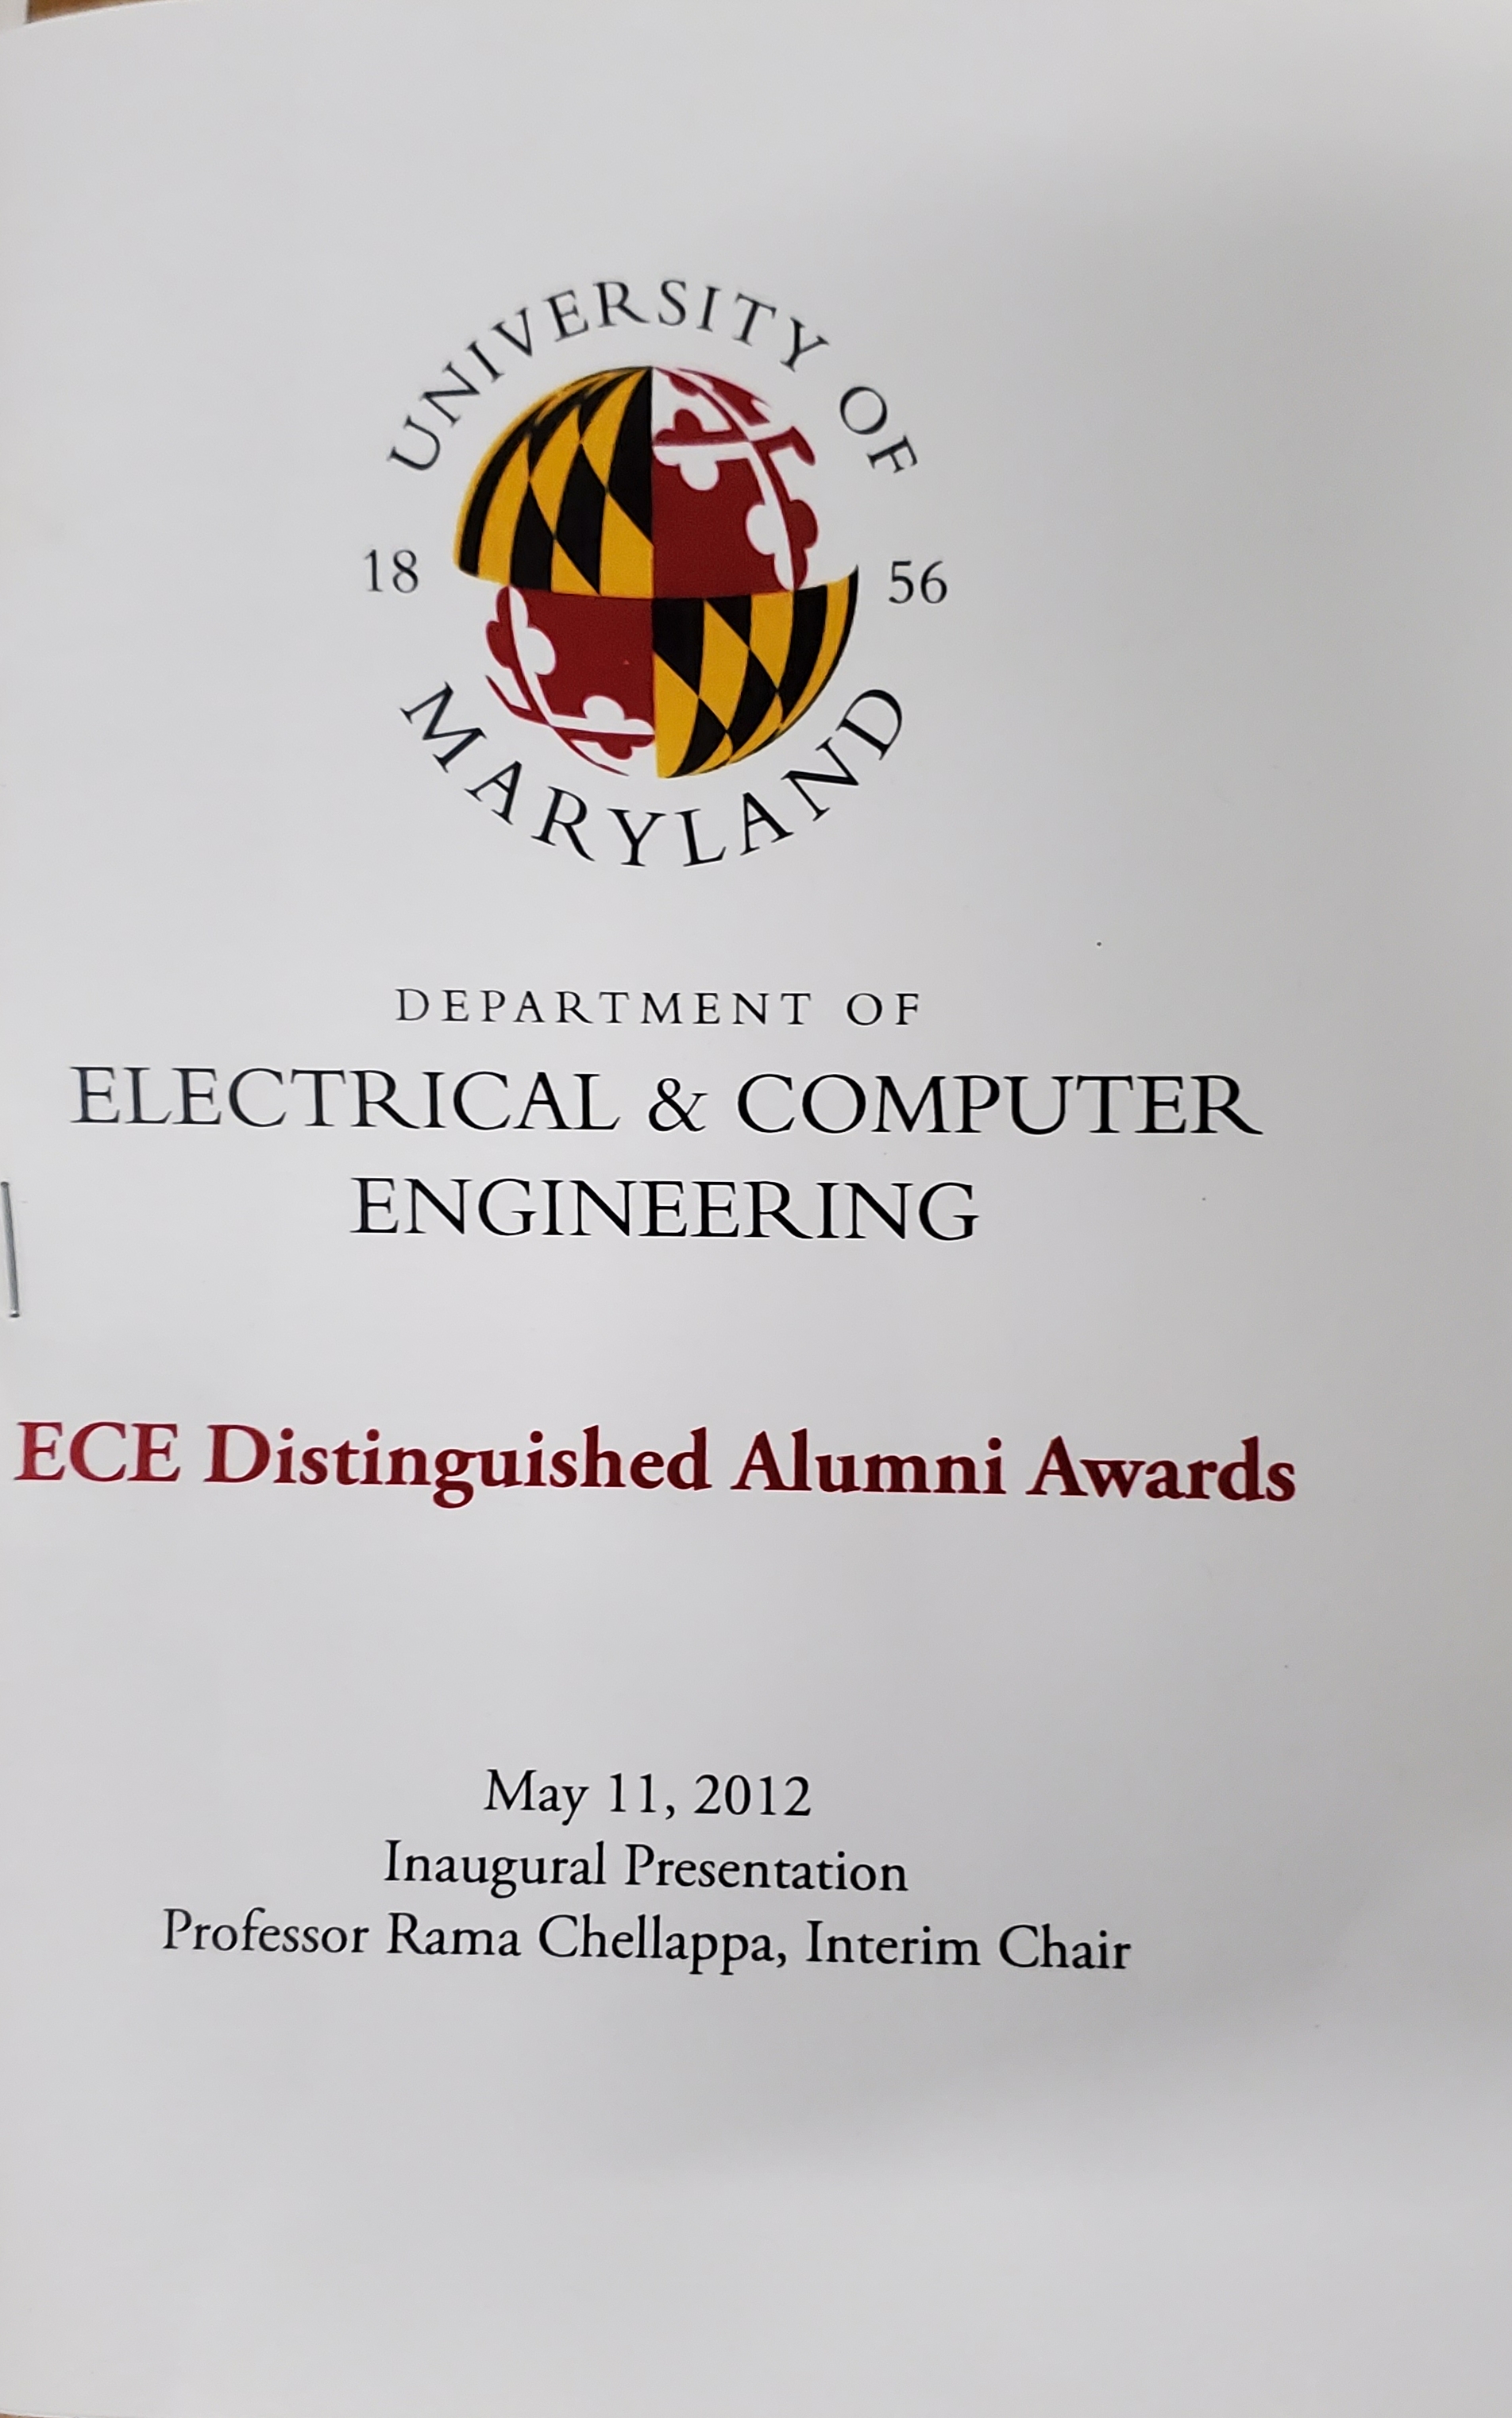 UNIVERSITY OF
18 56
MARYLAND
DEPARTMENT OF
ELECTRICAL & COMPUTER
ENGINEERING
ECE Distinguished Alumni Awards
May 11, 2012
Inaugural Presentation
Professor Rama Chellappa, Interim Chair